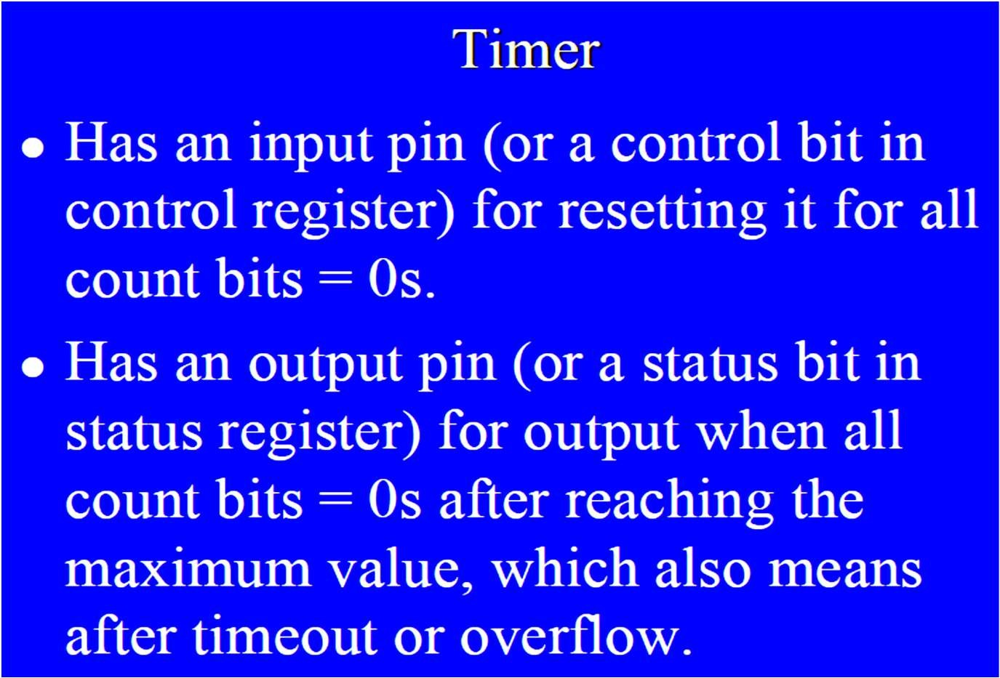 Timer
• Has an input pin (or a control bit in
control register) for resetting it for all
count bits = 0s.
• Has an output pin (or a status bit in
status register) for output when all
count bits = 0s after reaching the
maximum value, which also means
after timeout or overflow.